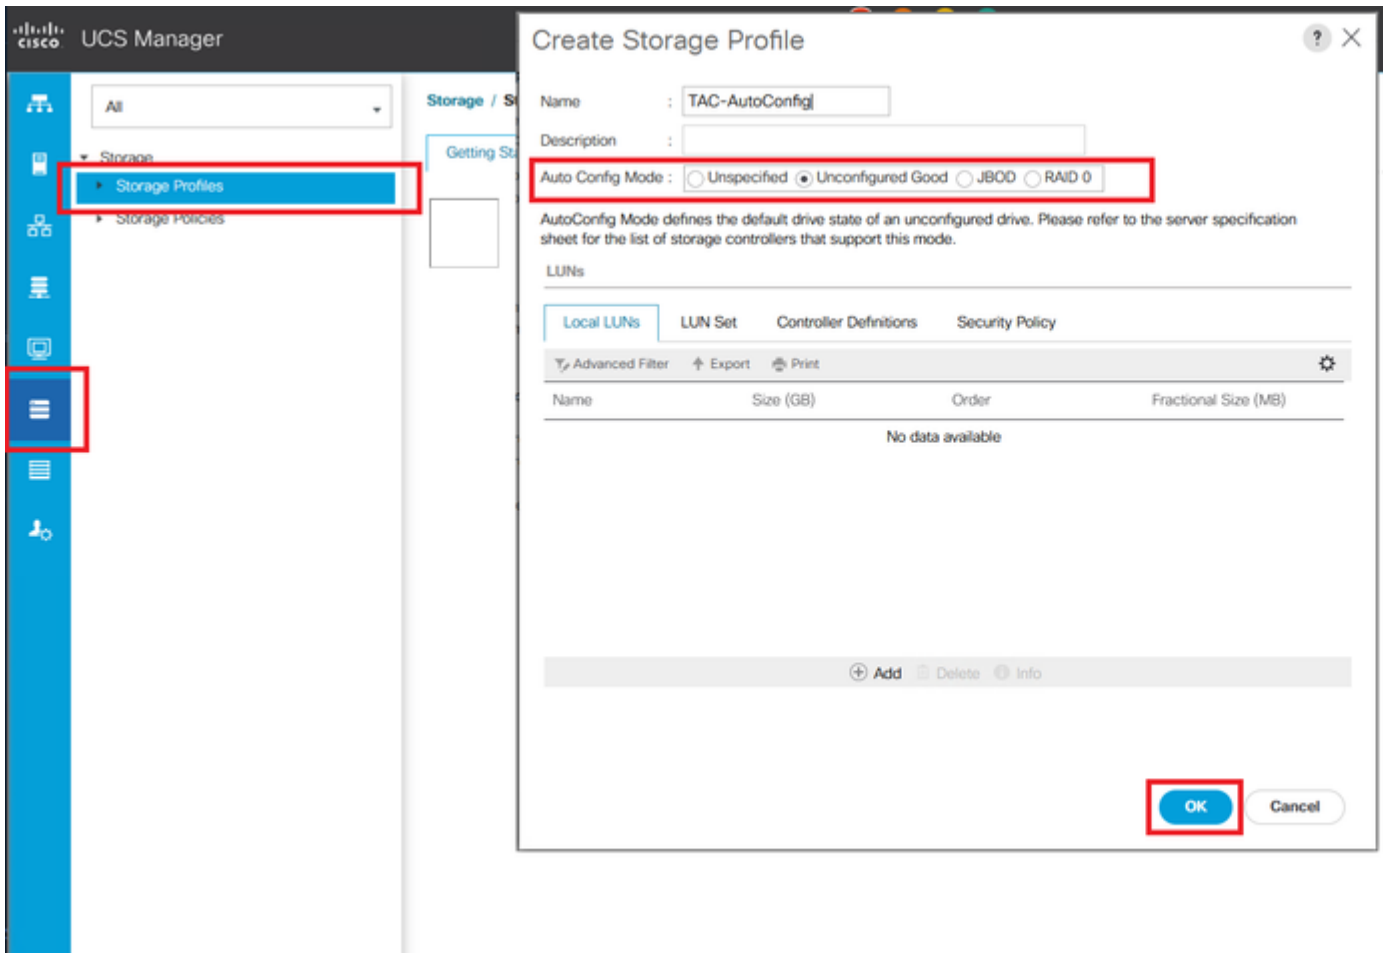 CISCO UCS Manager
All
Storage
Storage Profiles
Storage Policies
Storage /
Getting
Create Storage Profile
?
Name : TAC-AutoConfig
Description :
Auto Config Mode : Unspecified Unconfigured Good JBOD RAID 0
AutoConfig Mode defines the default drive state of an unconfigured drive. Please refer to the server specification
sheet for the list of storage controllers that support this mode.
LUNs
Local LUNs LUN Set Controller Definitions Security Policy
Advanced Filter Export Print
Name Size (GB) Order Fractional Size (MB)
No data available
Add Delete Info
OK Cancel